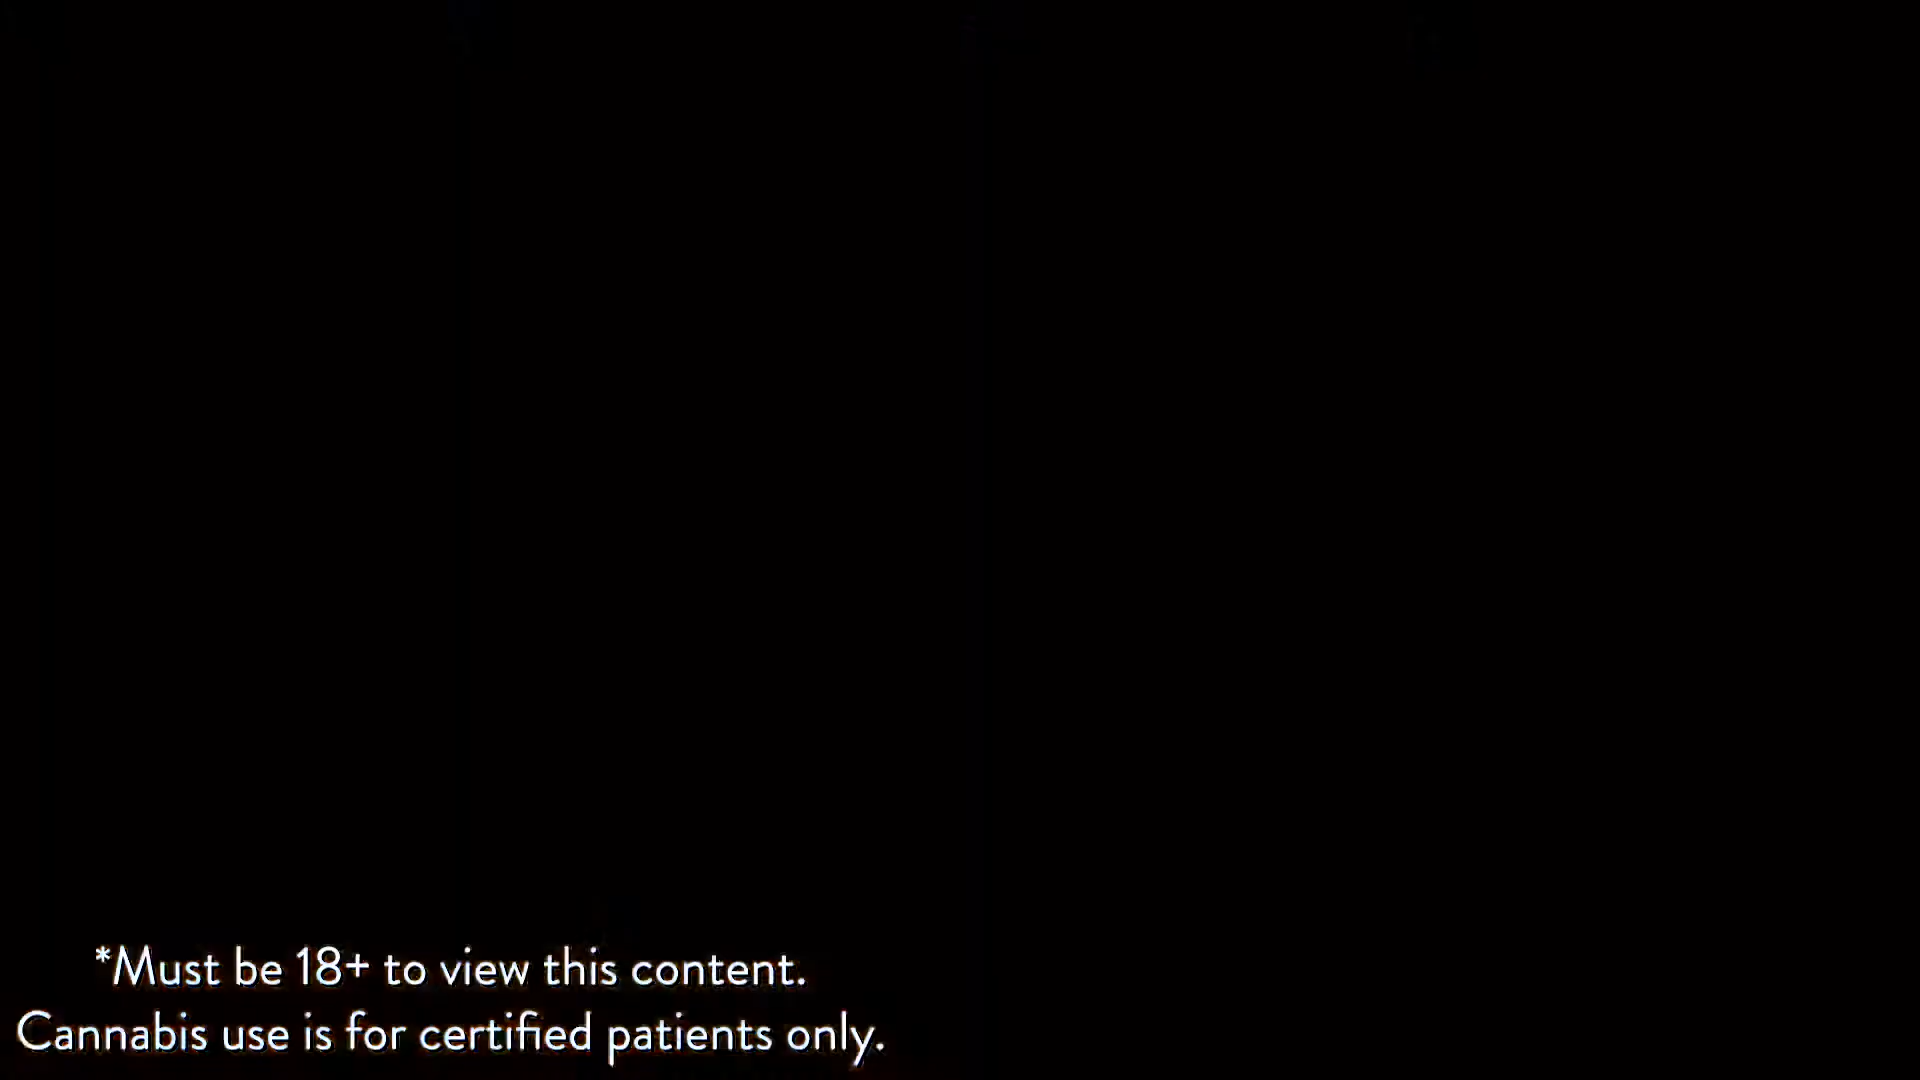 *Must be 18+ to view this content.
Cannabis use is for certified patients only.